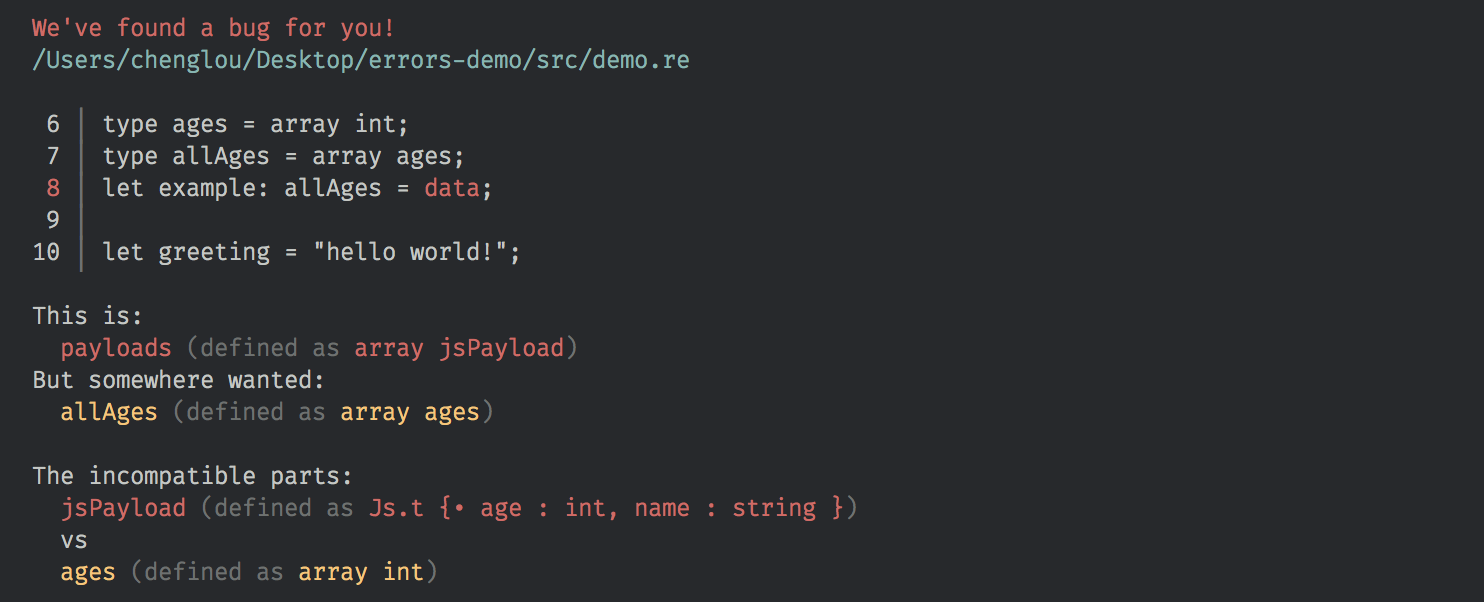 We've found a bug for you!
/Users/chenglou/Desktop/errors-demo/src/demo.re
6 │ type ages = array int;
7 │ type allAges = array ages;
8 │ let example: allAges = data;
9 │
10 │ let greeting = "hello world!";
This is:
payloads (defined as array jsPayload)
But somewhere wanted:
allAges (defined as array ages)
The incompatible parts:
jsPayload (defined as Js.t {• age : int, name : string })
vs
ages (defined as array int)